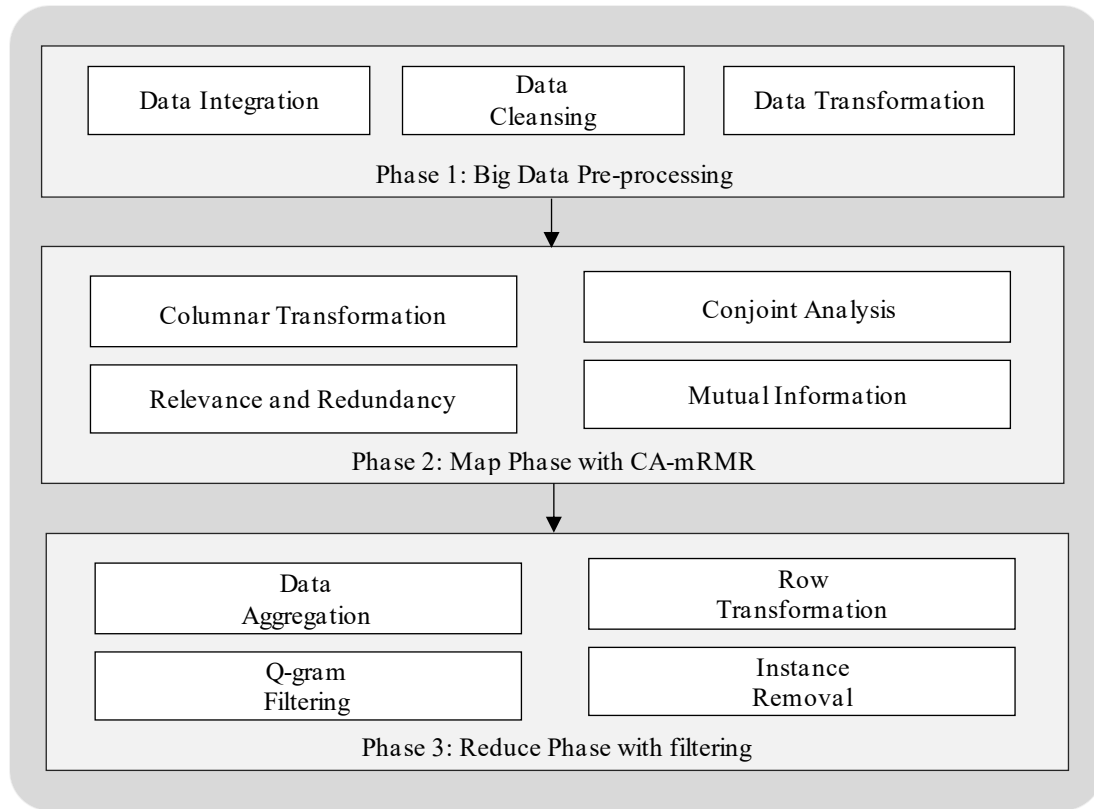 Data Integration
Data
Cleansing
Data Transformation
Phase 1: Big Data Pre-processing
Columnar Transformation
Conjoint Analysis
Relevance and Redundancy
Mutual Information
Phase 2: Map Phase with CA-mRMR
Data
Aggregation
Row
Transformation
Q-gram
Filtering
Instance
Removal
Phase 3: Reduce Phase with filtering